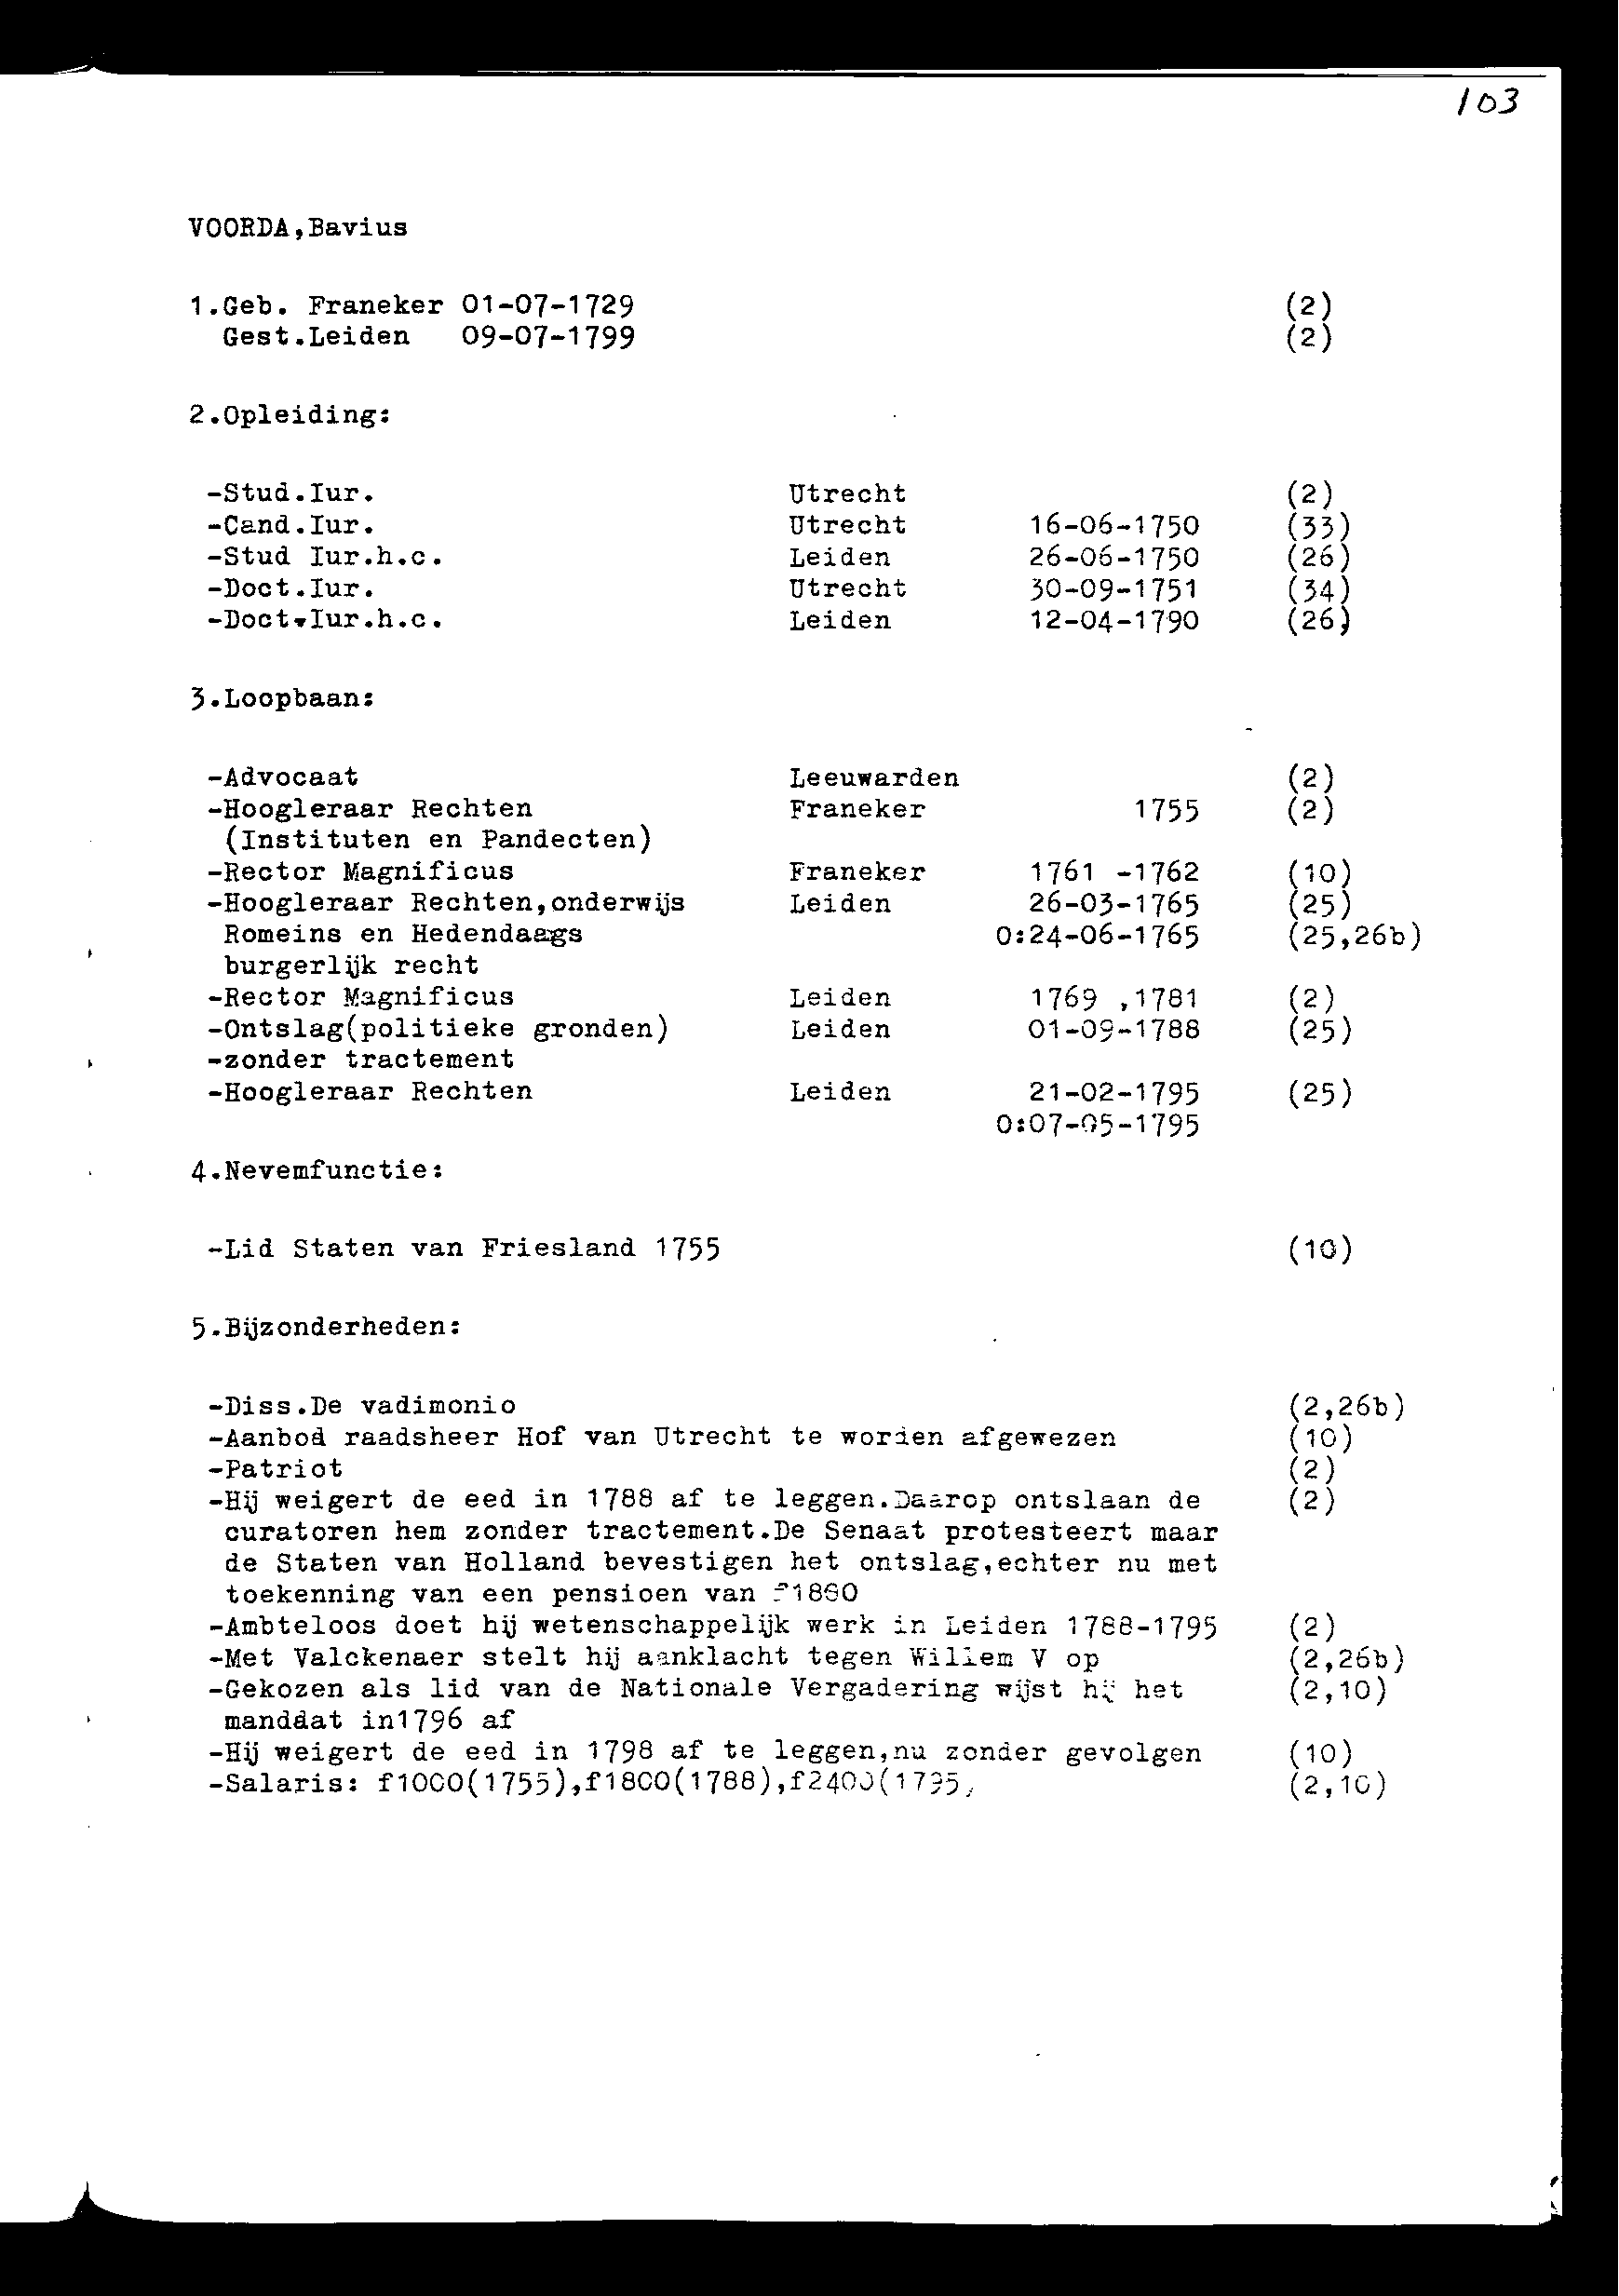 103
VOORDA,Bavius
1.Geb. Franeker 01-07-1729 (2)
Gest.Leiden 09-07-1799 (2)
2.Opleiding:
-Stud.Iur. Utrecht (2)
-Cand.Iur. Utrecht 16-06-1750 (33)
-Stud Iur.h.c. Leiden 26-06-1750 (26)
-Doct.Iur. Utrecht 30-09-1751 (34)
-Doct.Iur.h.c. Leiden 12-04-1790 (26)
3.Loopbaan:
-Advocaat Leeuwarden (2)
-Hoogleraar Rechten Franeker 1755 (2)
(Instituten en Pandecten)
-Rector Magnificus Franeker 1761 -1762 (10)
-Hoogleraar Rechten,onderwijs Leiden 26-03-1765 (25)
Romeins en Hedendaags 0:24-06-1765 (25,26b)
burgerlijk recht
-Rector Magnificus Leiden 1769 ,1781 (2)
-Ontslag(politieke gronden) Leiden 01-09-1788 (25)
-zonder tractement
-Hoogleraar Rechten Leiden 21-02-1795 (25)
0:07-05-1795
4.Nevemfunctie:
-Lid Staten van Friesland 1755 (10)
5.Bijzonderheden:
-Diss.De vadimonio (2,26b)
-Aanbod raadsheer Hof van Utrecht te worden afgewezen (10)
-Patriot (2)
-Hij weigert de eed in 1788 af te leggen.Daarop ontslaan de (2)
curatoren hem zonder tractement.De Senaat protesteert maar
de Staten van Holland bevestigen het ontslag,echter nu met
toekenning van een pensioen van
-Ambteloos doet hij wetenschappelijk werk in Leiden 1788-1795 (2)
-Met Valckenaer stelt hij aanklacht tegen Willem V op (2,26b)
-Gekozen als lid van de Nationale Vergadering wijst hij het (2,10)
mandaat in1796 af
-Hij weigert de eed in 1798 af te leggen,nu zonder gevolgen (10)
-Salaris: f1000(1755),f1800(1788),f2400(1795) (2,10)